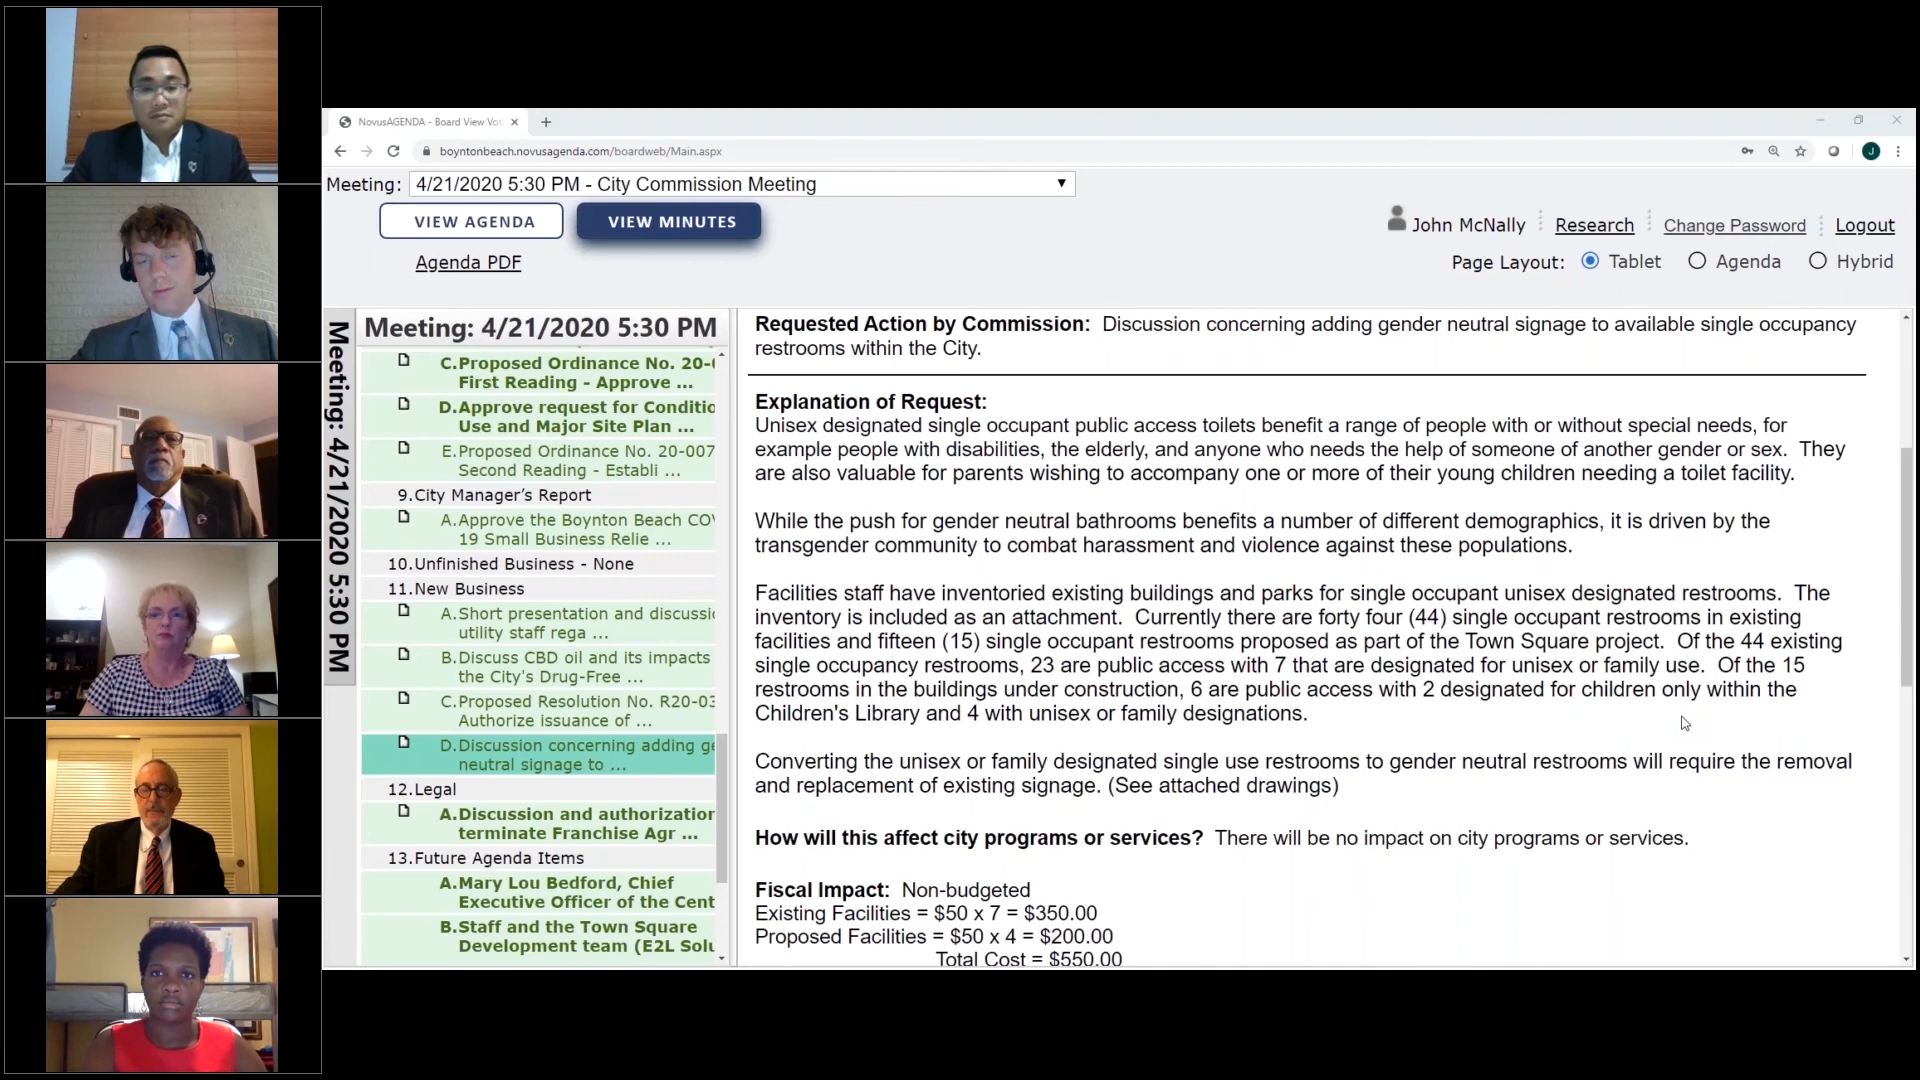 NovusAGENDA - Board View Vot
boyntonbeach.novusagenda.com/boardweb/Main.aspx
J
Meeting: 4/21/2020 5:30 PM - City Commission Meeting
VIEW AGENDA VIEW MINUTES
John McNally Research Change Password Logout
Agenda PDF
Page Layout: Tablet Agenda Hybrid
Meeting: 4/21/2020 5:30 PM
Meeting: 4/21/2020 5:30 PM
C.Proposed Ordinance No. 20-
First Reading - Approve ...
D.Approve request for Conditio
Use and Major Site Plan ...
E.Proposed Ordinance No. 20-007
Second Reading - Establi ...
9.City Manager's Report
A.Approve the Boynton Beach COV
19 Small Business Relie ...
10.Unfinished Business - None
11.New Business
A.Short presentation and discussio
utility staff rega ...
B.Discuss CBD oil and its impacts
the City's Drug-Free ...
C.Proposed Resolution No. R20-03
Authorize issuance of ...
D.Discussion concerning adding ge
neutral signage to ...
12.Legal
A.Discussion and authorization
terminate Franchise Agr ...
13.Future Agenda Items
A.Mary Lou Bedford, Chief
Executive Officer of the Cent
B.Staff and the Town Square
Development team (E2L Solu
Requested Action by Commission: Discussion concerning adding gender neutral signage to available single occupancy
restrooms within the City.
Explanation of Request:
Unisex designated single occupant public access toilets benefit a range of people with or without special needs, for
example people with disabilities, the elderly, and anyone who needs the help of someone of another gender or sex. They
are also valuable for parents wishing to accompany one or more of their young children needing a toilet facility.
While the push for gender neutral bathrooms benefits a number of different demographics, it is driven by the
transgender community to combat harassment and violence against these populations.
Facilities staff have inventoried existing buildings and parks for single occupant unisex designated restrooms. The
inventory is included as an attachment. Currently there are forty four (44) single occupant restrooms in existing
facilities and fifteen (15) single occupant restrooms proposed as part of the Town Square project. Of the 44 existing
single occupancy restrooms, 23 are public access with 7 that are designated for unisex or family use. Of the 15
restrooms in the buildings under construction, 6 are public access with 2 designated for children only within the
Children's Library and 4 with unisex or family designations.
Converting the unisex or family designated single use restrooms to gender neutral restrooms will require the removal
and replacement of existing signage. (See attached drawings)
How will this affect city programs or services? There will be no impact on city programs or services.
Fiscal Impact: Non-budgeted
Existing Facilities = $50 x 7 = $350.00
Proposed Facilities = $50 x 4 = $200.00
Total Cost = $550.00